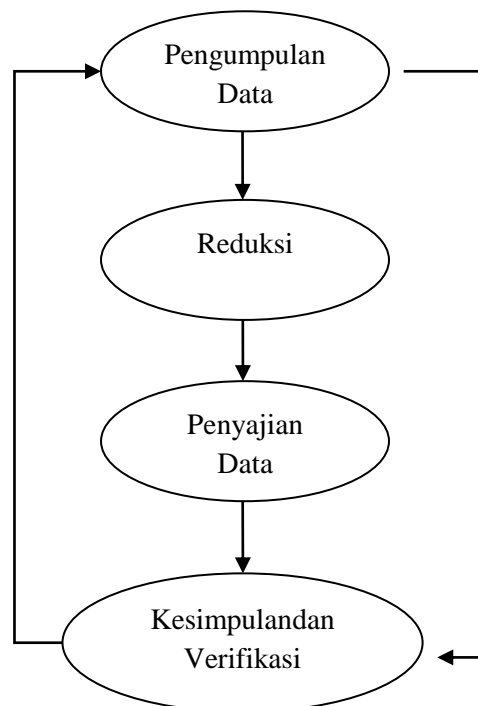 Pengumpulan
Data
Reduksi
Penyajian
Data
Kesimpulandan
Verifikasi